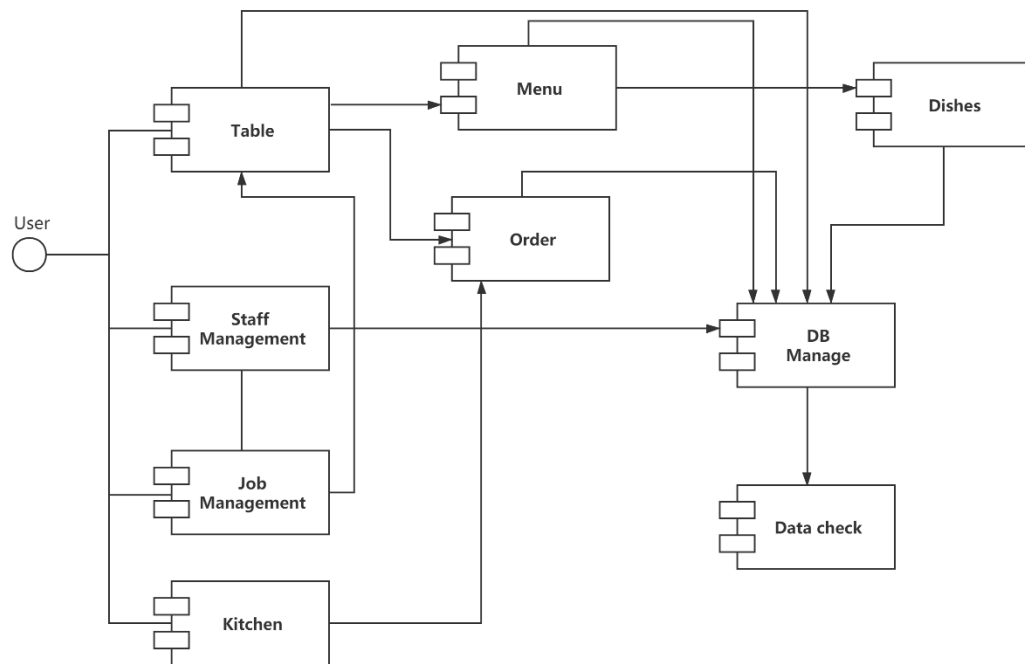 Menu
Dishes
Table
User
Order
Staff
Management
DB
Manage
Job
Management
Data check
Kitchen